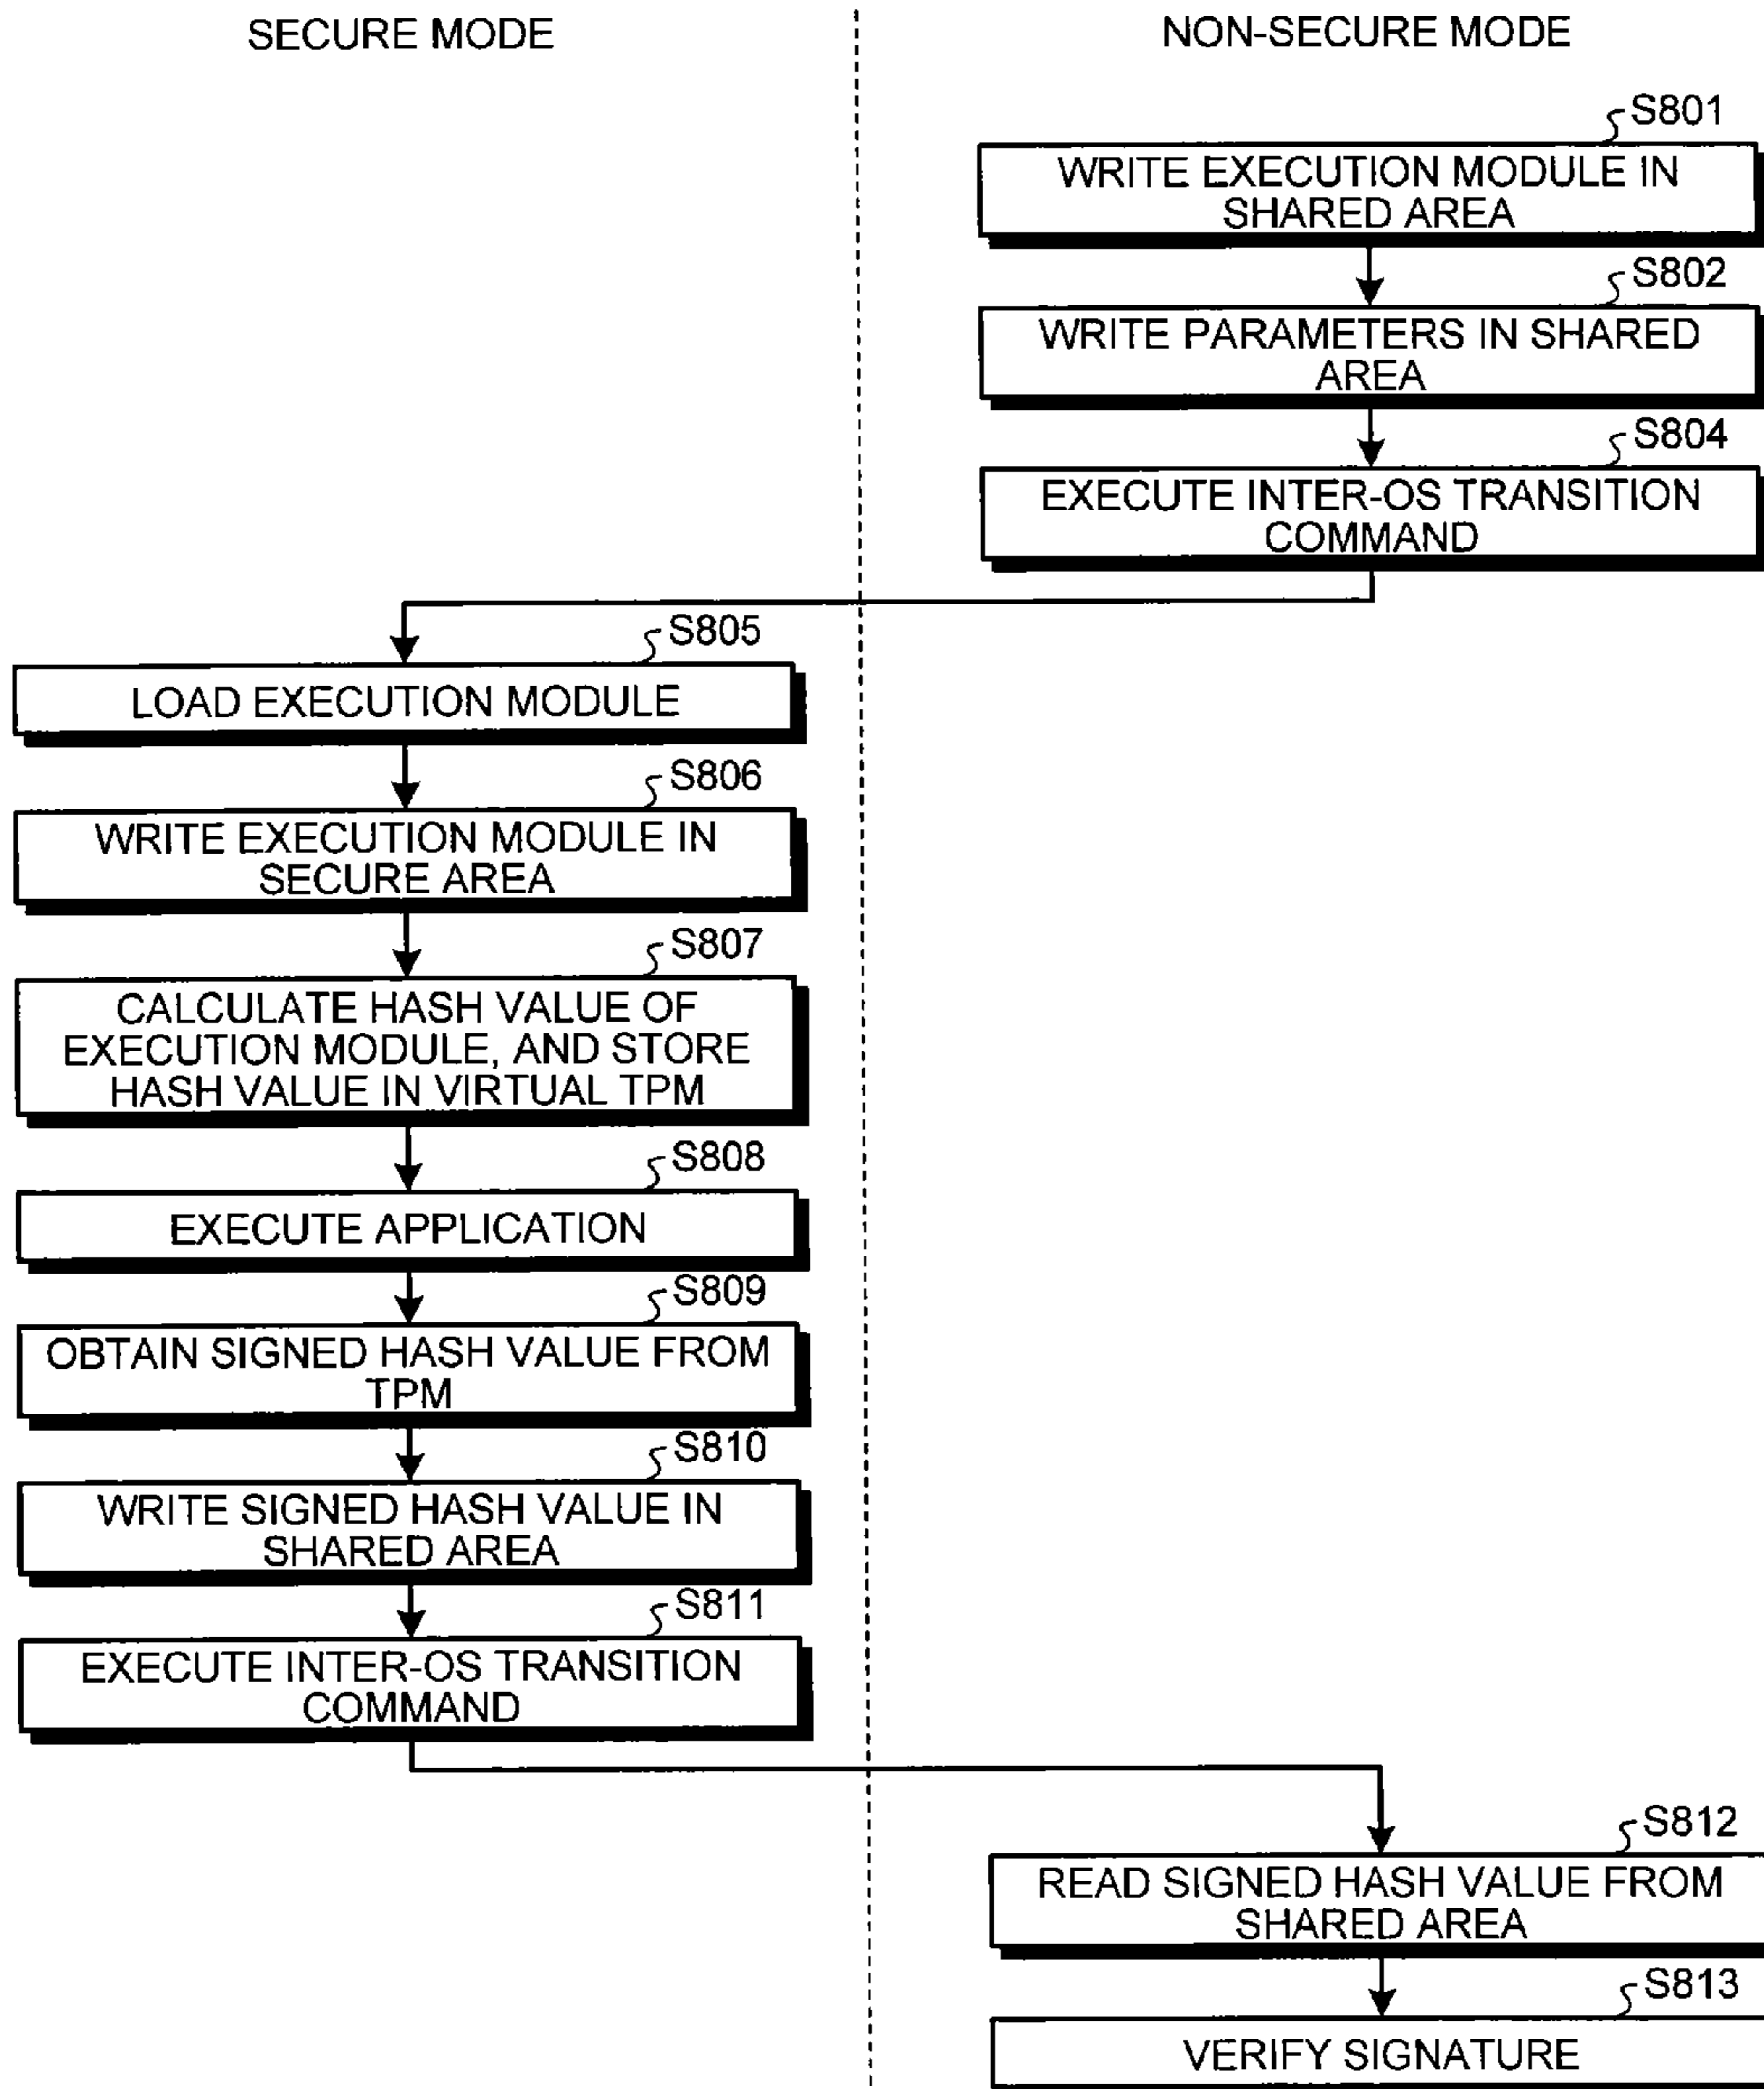 SECURE MODE
NON-SECURE MODE
S801
WRITE EXECUTION MODULE IN
SHARED AREA
S802
WRITE PARAMETERS IN SHARED
AREA
S804
EXECUTE INTER-OS TRANSITION
COMMAND
S805
LOAD EXECUTION MODULE
S806
WRITE EXECUTION MODULE IN
SECURE AREA
S807
CALCULATE HASH VALUE OF
EXECUTION MODULE, AND STORE
HASH VALUE IN VIRTUAL TPM
S808
EXECUTE APPLICATION
S809
OBTAIN SIGNED HASH VALUE FROM
TPM
S810
WRITE SIGNED HASH VALUE IN
SHARED AREA
S811
EXECUTE INTER-OS TRANSITION
COMMAND
S812
READ SIGNED HASH VALUE FROM
SHARED AREA
S813
VERIFY SIGNATURE